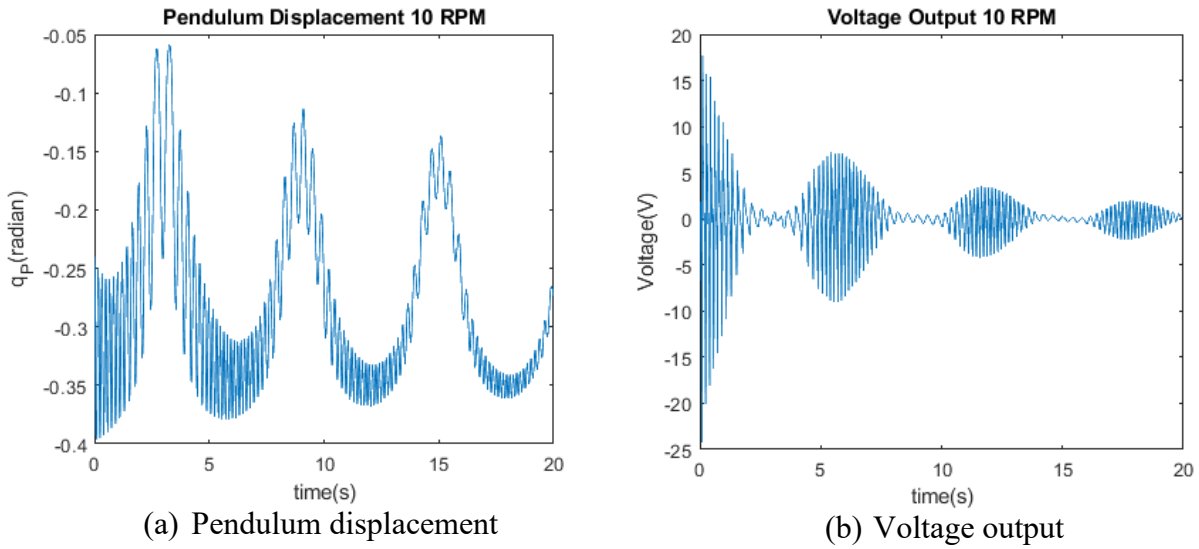 Pendulum Displacement 10 RPM
-0.05
-0.1
-0.15
-0.2
-0.25
-0.3
-0.35
-0.4
q_P(radian)
0 5 10 15 20
time(s)
(a) Pendulum displacement
Voltage Output 10 RPM
20
15
10
5
0
-5
-10
-15
-20
-25
Voltage(V)
0 5 10 15 20
time(s)
(b) Voltage output